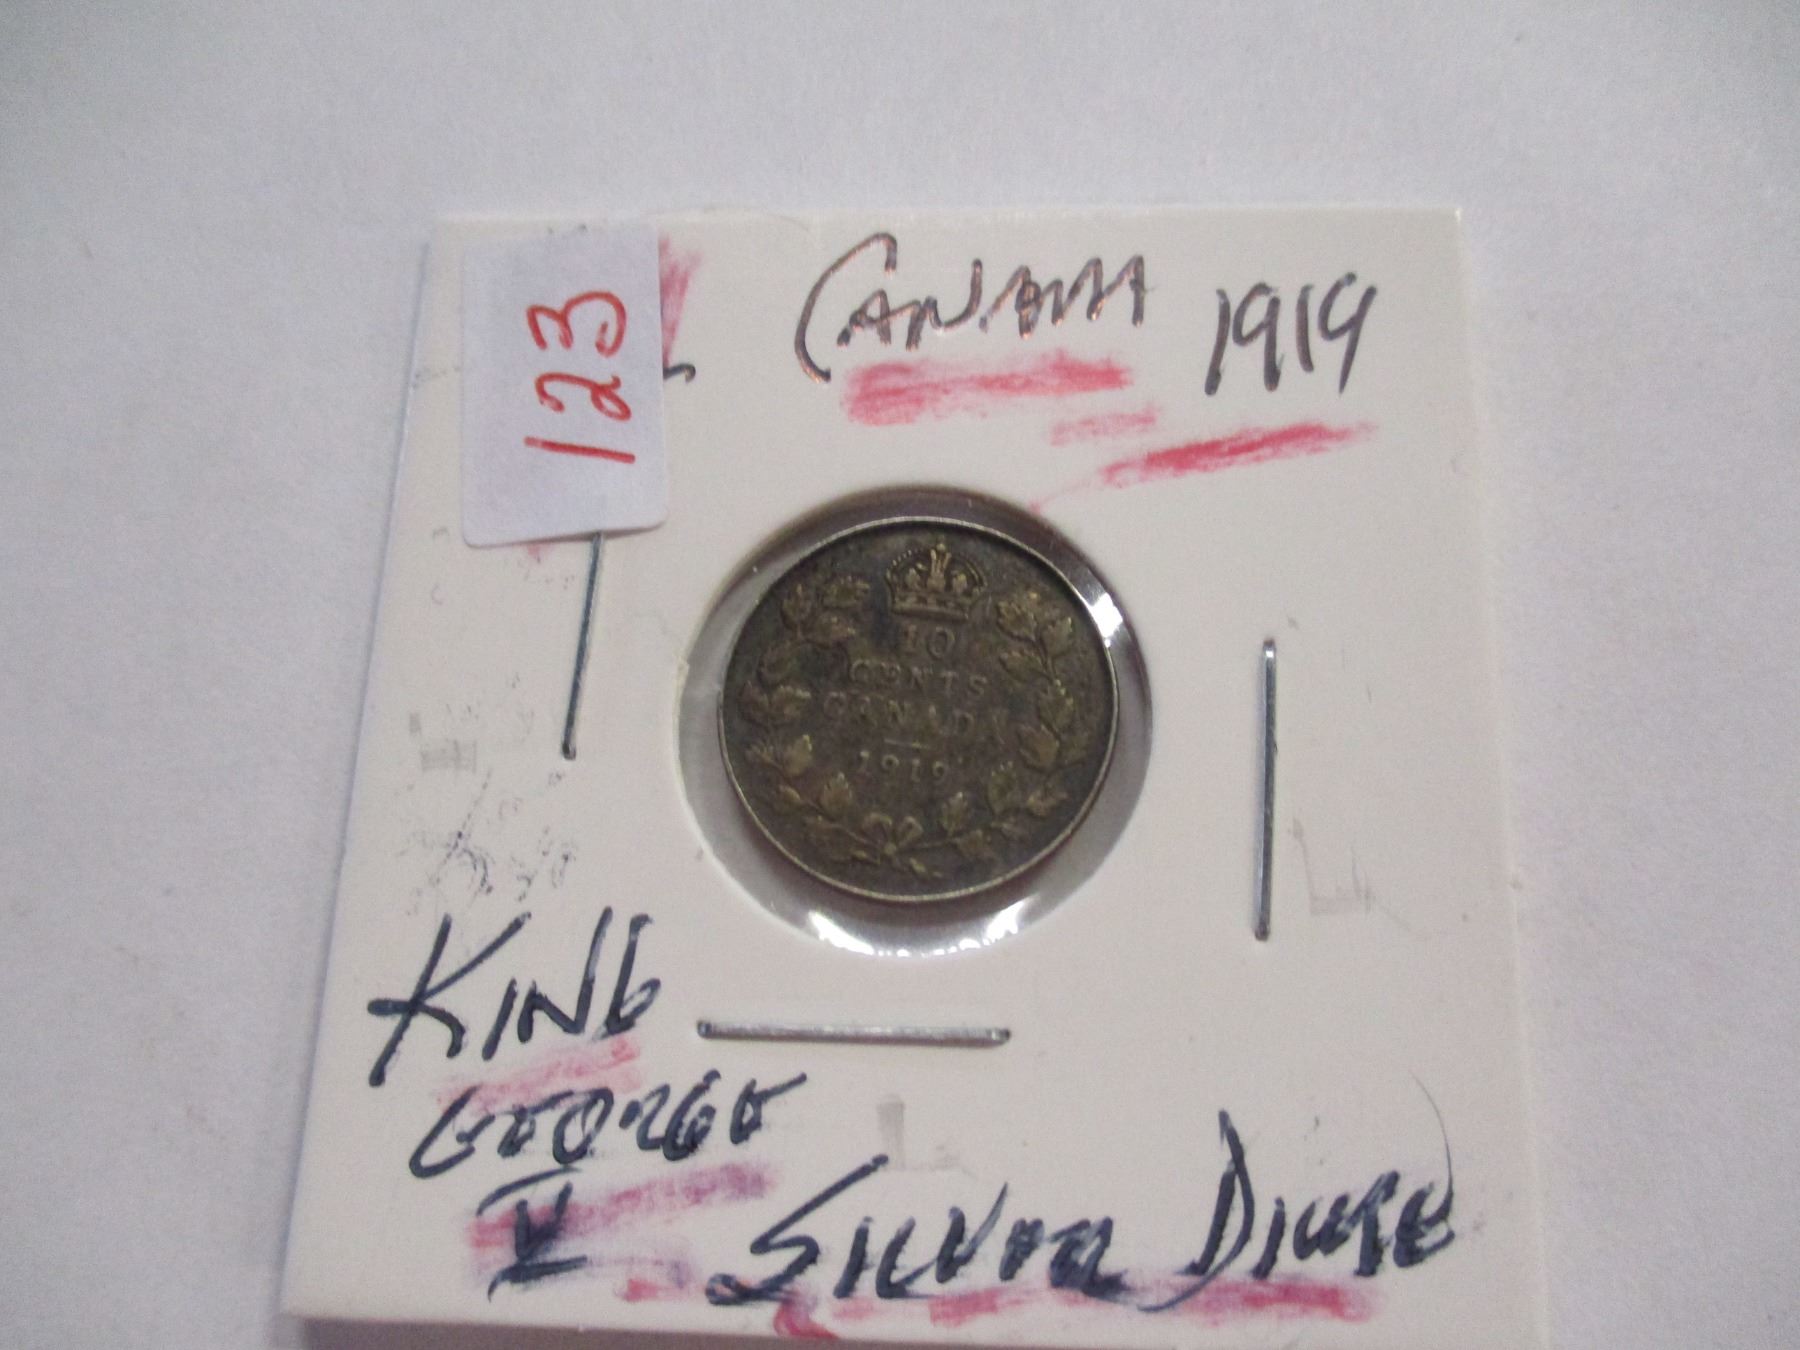 123
CANADA 1919
10
CENTS
CANADA
1919
KING
GEORGE
V SILVER DIME